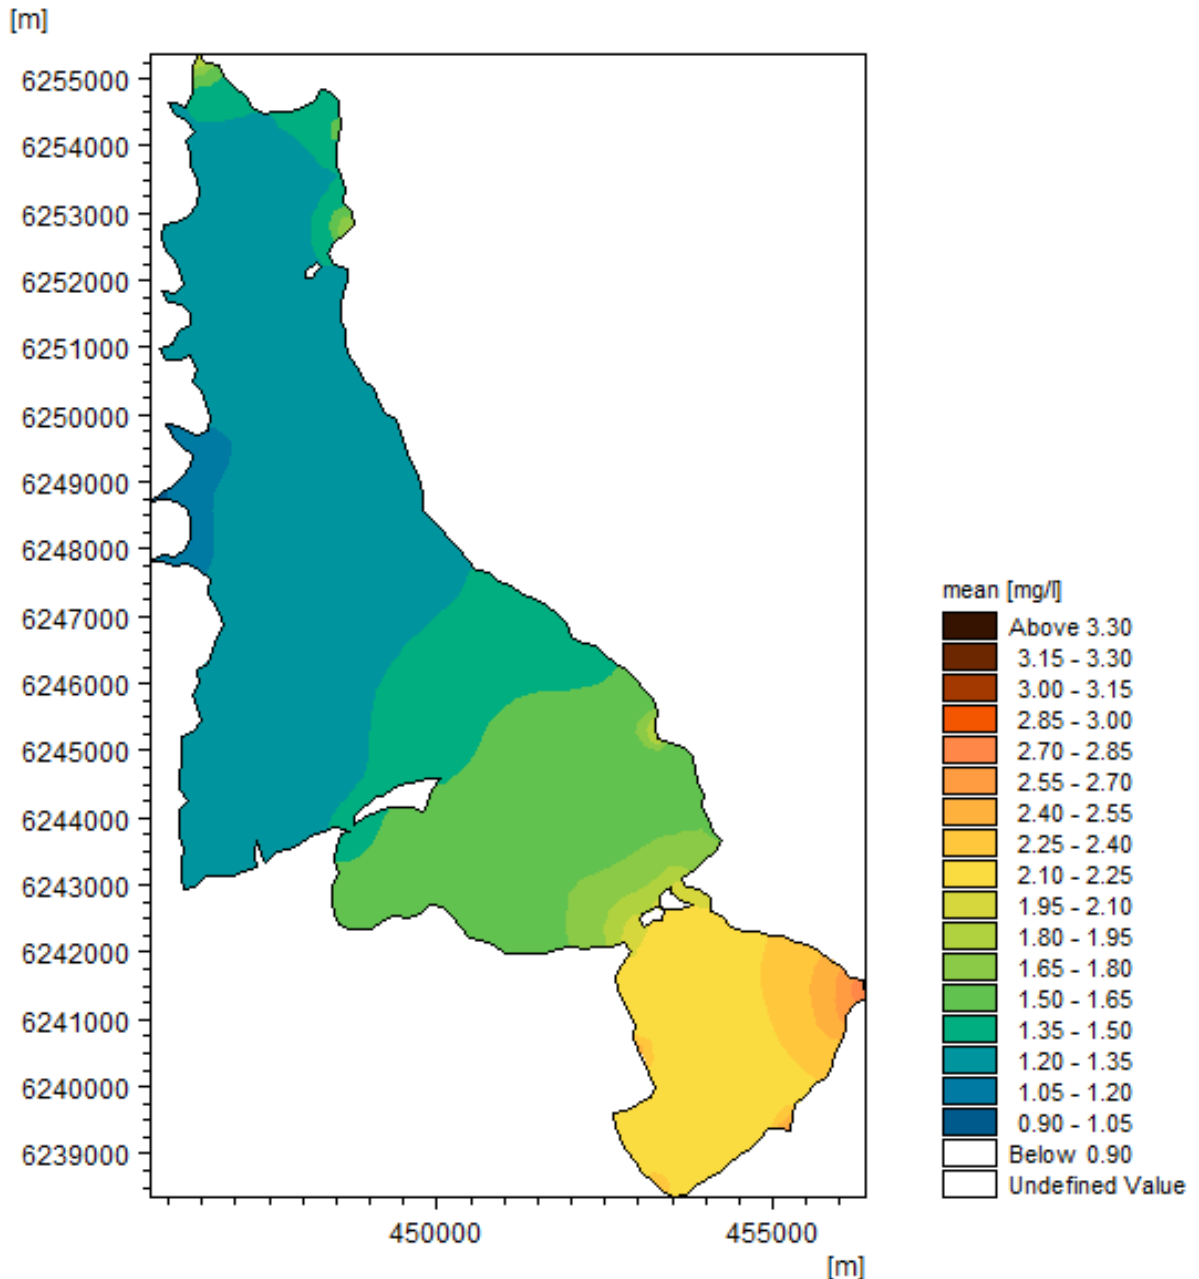 [m]
6255000
6254000
6253000
6252000
6251000
6250000
6249000
6248000
6247000
6246000
6245000
6244000
6243000
6242000
6241000
6240000
6239000
450000 455000
[m]
mean [mg/l]
Above 3.30
3.15 - 3.30
3.00 - 3.15
2.85 - 3.00
2.70 - 2.85
2.55 - 2.70
2.40 - 2.55
2.25 - 2.40
2.10 - 2.25
1.95 - 2.10
1.80 - 1.95
1.65 - 1.80
1.50 - 1.65
1.35 - 1.50
1.20 - 1.35
1.05 - 1.20
0.90 - 1.05
Below 0.90
Undefined Value